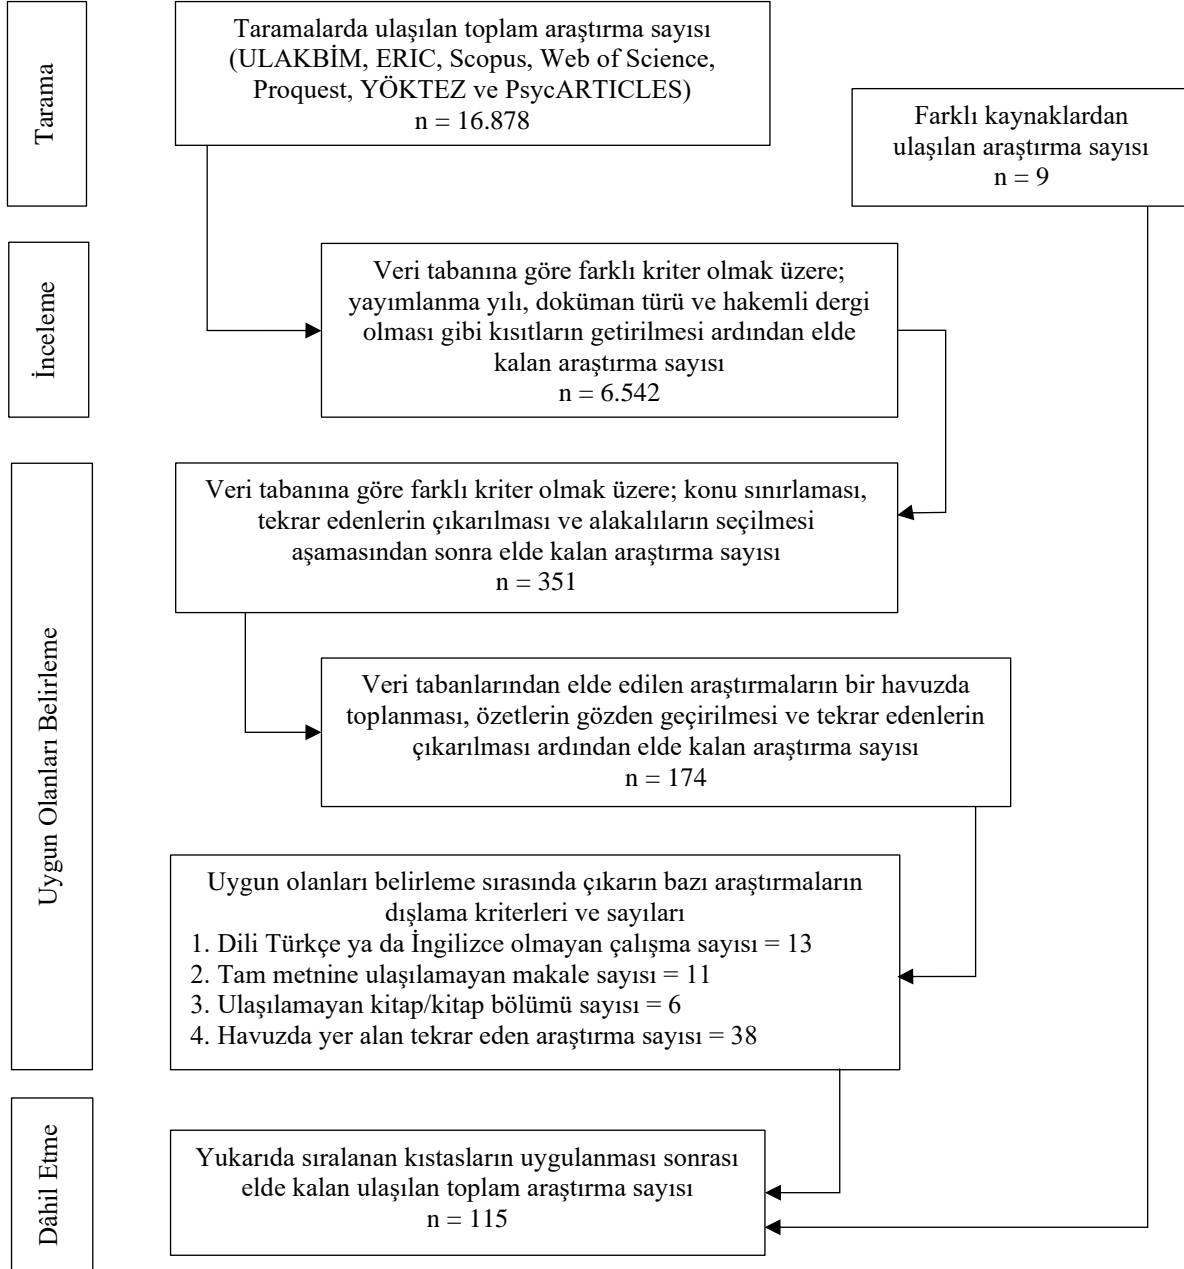 Tarama
Taramalarda ulaşılan toplam araştırma sayısı
(ULAKBİM, ERIC, Scopus, Web of Science,
Proquest, YÖKTEZ ve PsycARTICLES)
n = 16.878
Farklı kaynaklardan
ulaşılan araştırma sayısı
n = 9
İnceleme
Veri tabanına göre farklı kriter olmak üzere;
yayımlanma yılı, doküman türü ve hakemli dergi
olması gibi kısıtların getirilmesi ardından elde
kalan araştırma sayısı
n = 6.542
Uygun Olanları Belirleme
Veri tabanına göre farklı kriter olmak üzere; konu sınırlaması,
tekrar edenlerin çıkarılması ve alakalıların seçilmesi
aşamasından sonra elde kalan araştırma sayısı
n = 351
Veri tabanlarından elde edilen araştırmaların bir havuzda
toplanması, özetlerin gözden geçirilmesi ve tekrar edenlerin
çıkarılması ardından elde kalan araştırma sayısı
n = 174
Uygun olanları belirleme sırasında çıkarın bazı araştırmaların
dışlama kriterleri ve sayıları
1. Dili Türkçe ya da İngilizce olmayan çalışma sayısı = 13
2. Tam metnine ulaşılamayan makale sayısı = 11
3. Ulaşılamayan kitap/kitap bölümü sayısı = 6
4. Havuzda yer alan tekrar eden araştırma sayısı = 38
Dâhil Etme
Yukarıda sıralanan kıstasların uygulanması sonrası
elde kalan ulaşılan toplam araştırma sayısı
n = 115